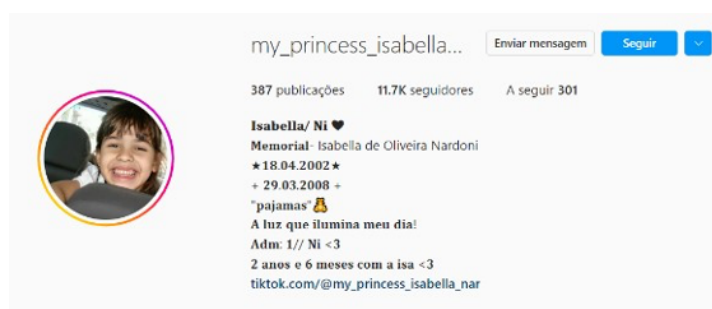 my_princess_isabella... Enviar mensagem Seguir
387 publicações 11.7K seguidores A seguir 301
Isabella/ Ni 🖤
Memorial- Isabella de Oliveira Nardoni
★18.04.2002★
+ 29.03.2008 +
"pajamas"🧸
A luz que ilumina meu dia!
Adm: 1// Ni <3
2 anos e 6 meses com a isa <3
tiktok.com/@my_princess_isabella_nar